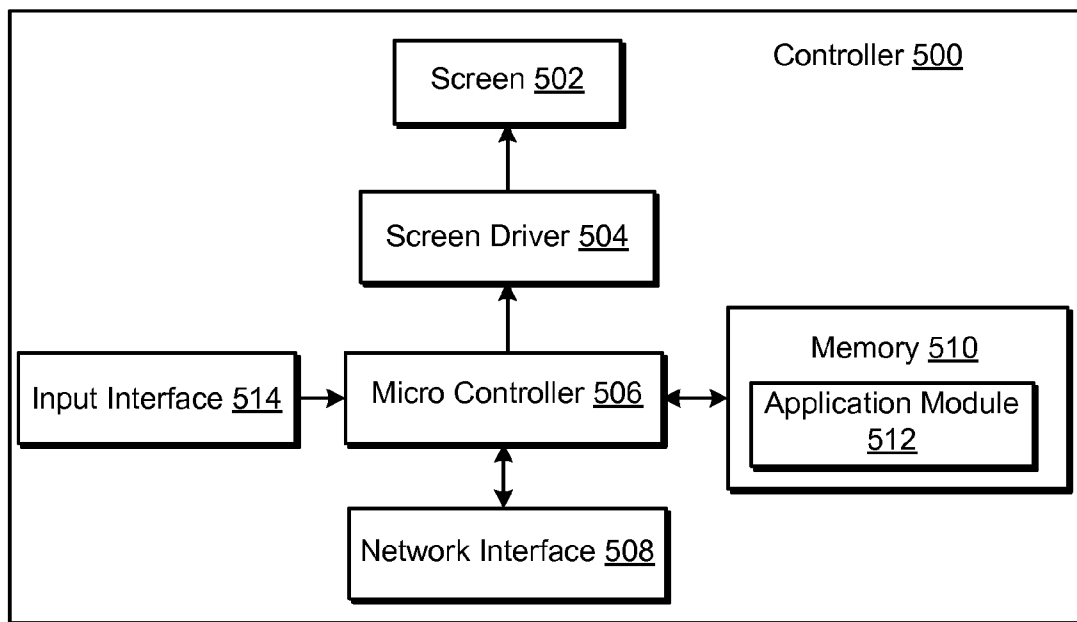 Controller 500
Screen 502
Screen Driver 504
Input Interface 514
Micro Controller 506
Memory 510
Application Module
512
Network Interface 508